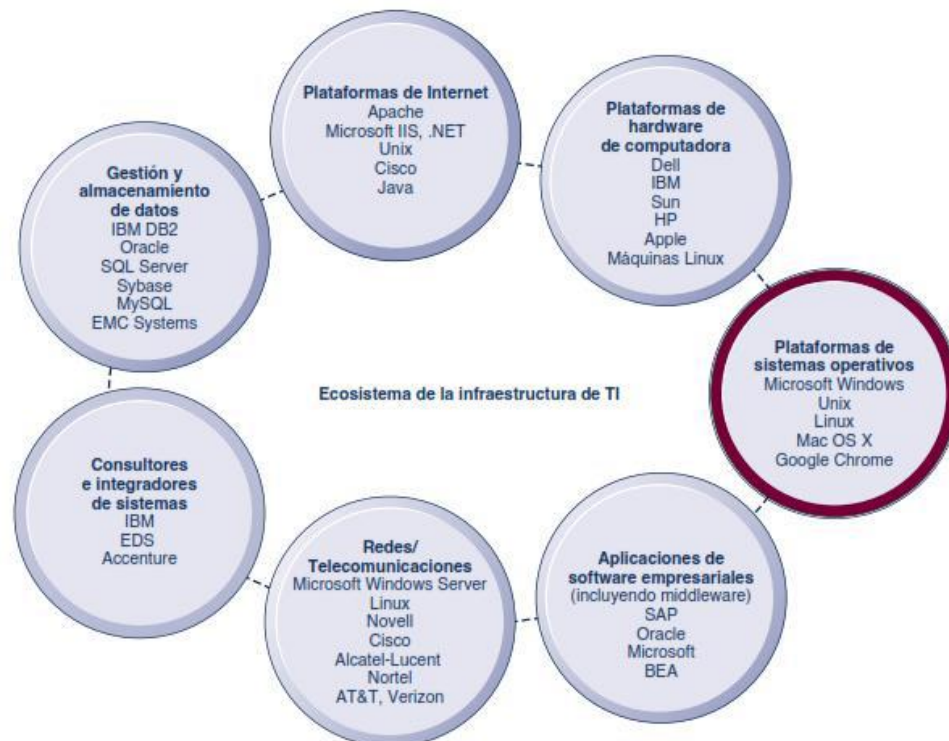 Plataformas de Internet
Apache
Microsoft IIS, .NET
Unix
Cisco
Java
Plataformas de
hardware
de computadora
Dell
IBM
Sun
HP
Apple
Máquinas Linux
Plataformas de
sistemas operativos
Microsoft Windows
Unix
Linux
Mac OS X
Google Chrome
Aplicaciones de
software empresariales
(incluyendo middleware)
SAP
Oracle
Microsoft
BEA
Redes/
Telecomunicaciones
Microsoft Windows Server
Linux
Novell
Cisco
Alcatel-Lucent
Nortel
AT&T, Verizon
Consultores
e integradores
de sistemas
IBM
EDS
Accenture
Gestión y
almacenamiento
de datos
IBM DB2
Oracle
SQL Server
Sybase
MySQL
EMC Systems
Ecosistema de la infraestructura de TI